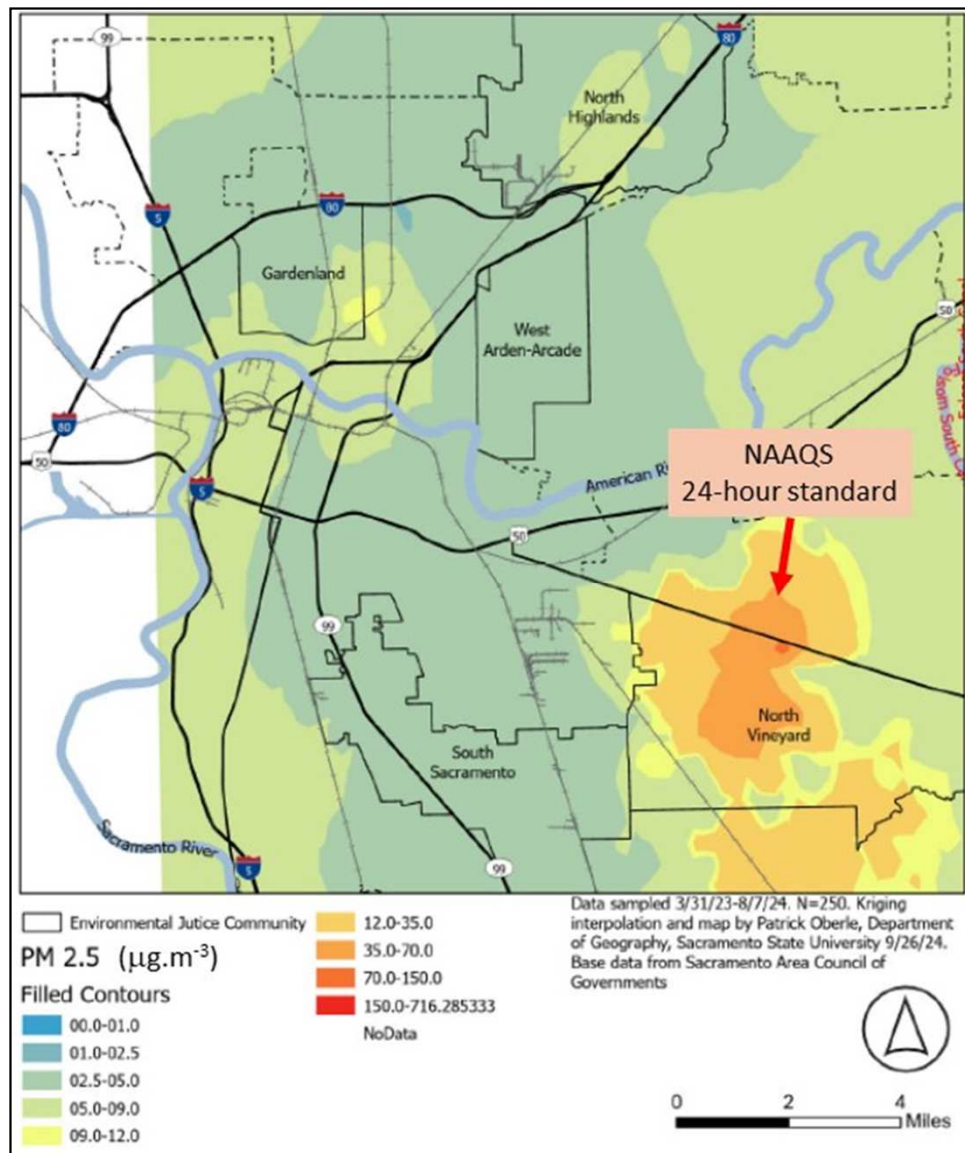 99
80
North
Highlands
80
5
Gardenland
West
Arden-Arcade
50
80
50
NAAQS
24-hour standard
American
5
50
99
North
Vineyard
South
Sacramento
Sacramento River
99
5
Environmental Jutice Community
PM 2.5 (µg.m-3)
Filled Contours
00.0-01.0
01.0-02.5
02.5-05.0
05.0-09.0
09.0-12.0
12.0-35.0
35.0-70.0
70.0-150.0
150.0-716.285333
NoData
Data sampled 3/31/23-8/7/24. N=250. Kriging
interpolation and map by Patrick Oberle, Department
of Geography, Sacramento State University 9/26/24.
Base data from Sacramento Area Council of
Governments
0 2 4
Miles